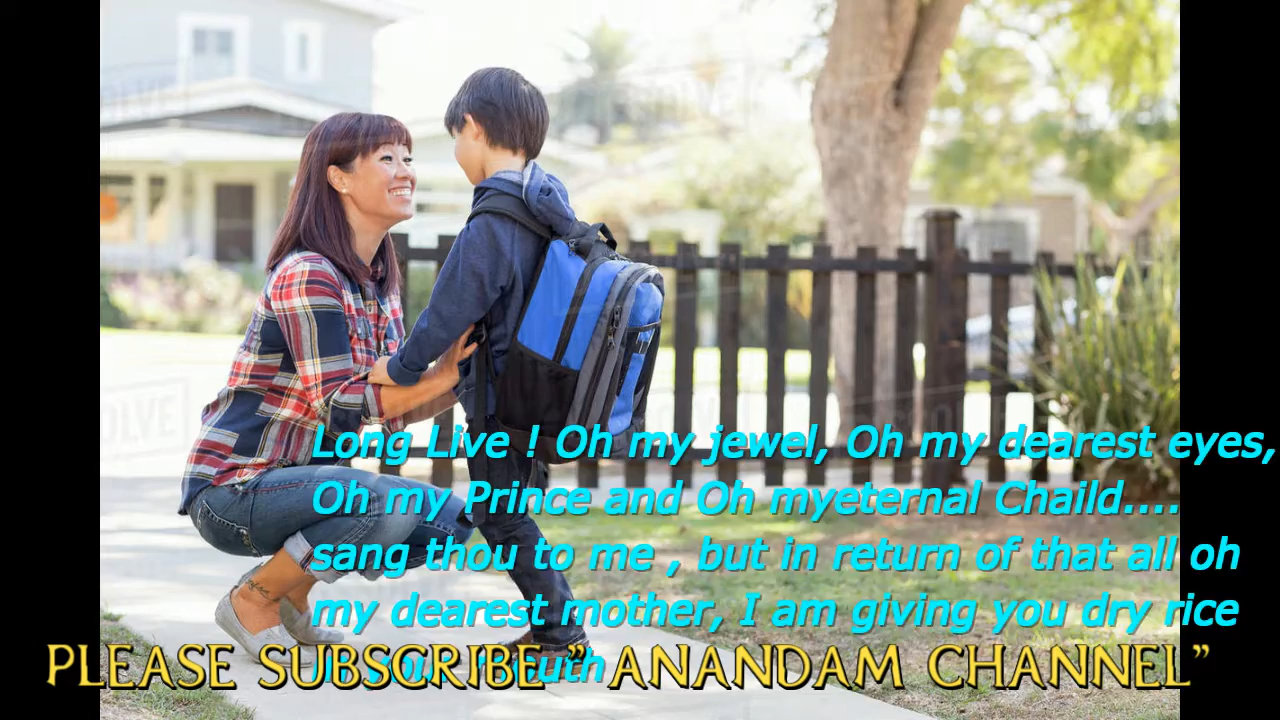 Long Live ! Oh my jewel, Oh my dearest eyes,
Oh my Prince and Oh myeternal Chaild....
sang thou to me , but in return of that all oh
my dearest mother, I am giving you dry rice
PLEASE SUBSCRIBE " ANANDAM CHANNEL"